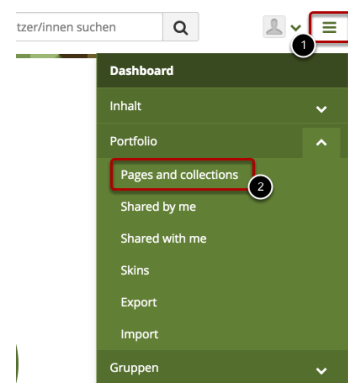 tzer/innen suchen
1
Dashboard
Inhalt
Portfolio
Pages and collections
2
Shared by me
Shared with me
Skins
Export
Import
Gruppen